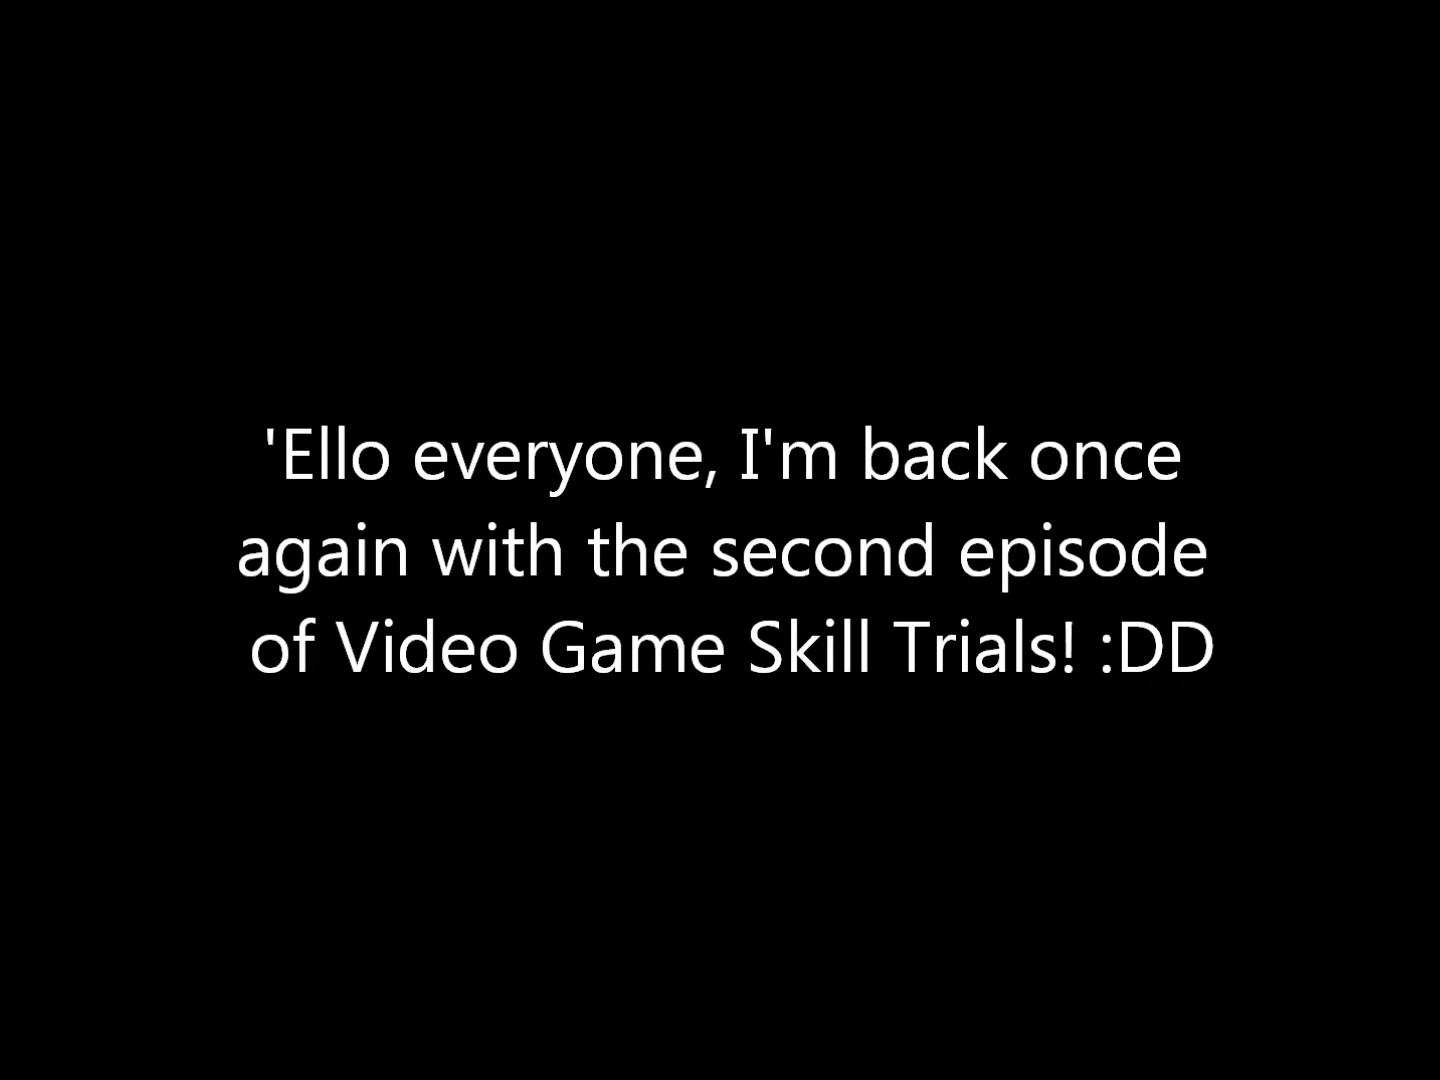 'Ello everyone, I'm back once
again with the second episode
of Video Game Skill Trials! :DD